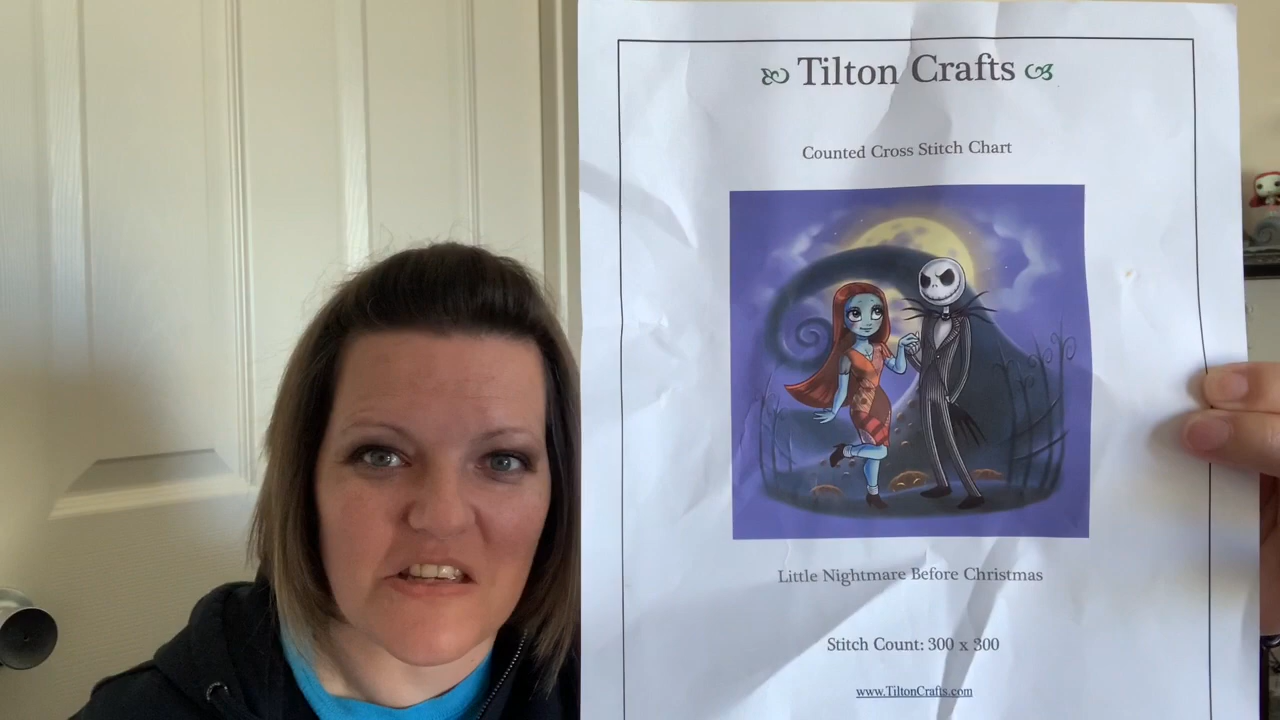 Tilton Crafts
Counted Cross Stitch Chart
Little Nightmare Before Christmas
Stitch Count: 300 x 300
www.TiltonCrafts.com